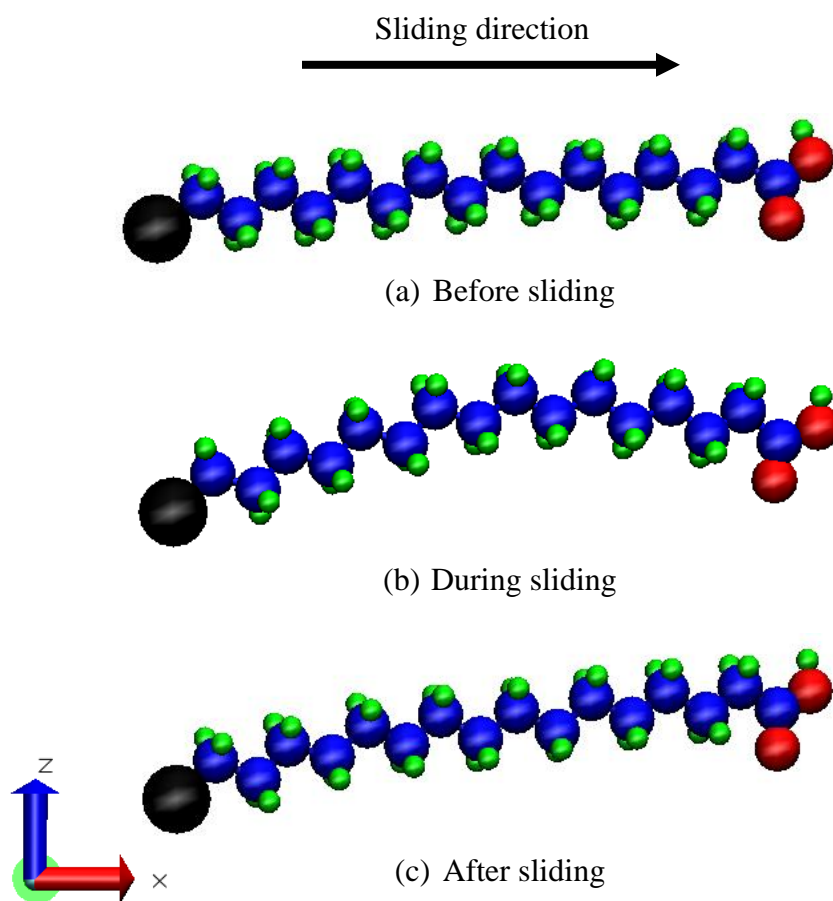 Sliding direction
(a) Before sliding
(b) During sliding
(c) After sliding
Z
X